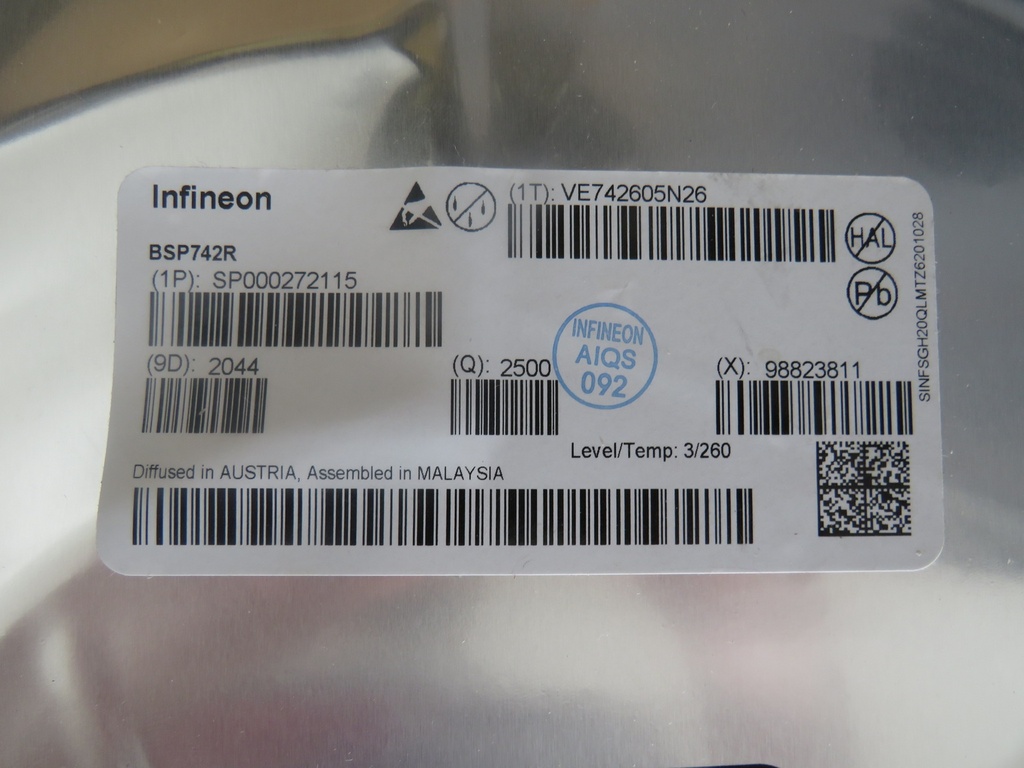 Infineon
(1T): VE742605N26
HAL
BSP742R
(1P): SP000272115
Pb
SINFSGH20QLMTZ6201028
INFINEON
AIQS
092
(9D): 2044
(Q): 2500
(X): 98823811
Level/Temp: 3/260
Diffused in AUSTRIA, Assembled in MALAYSIA